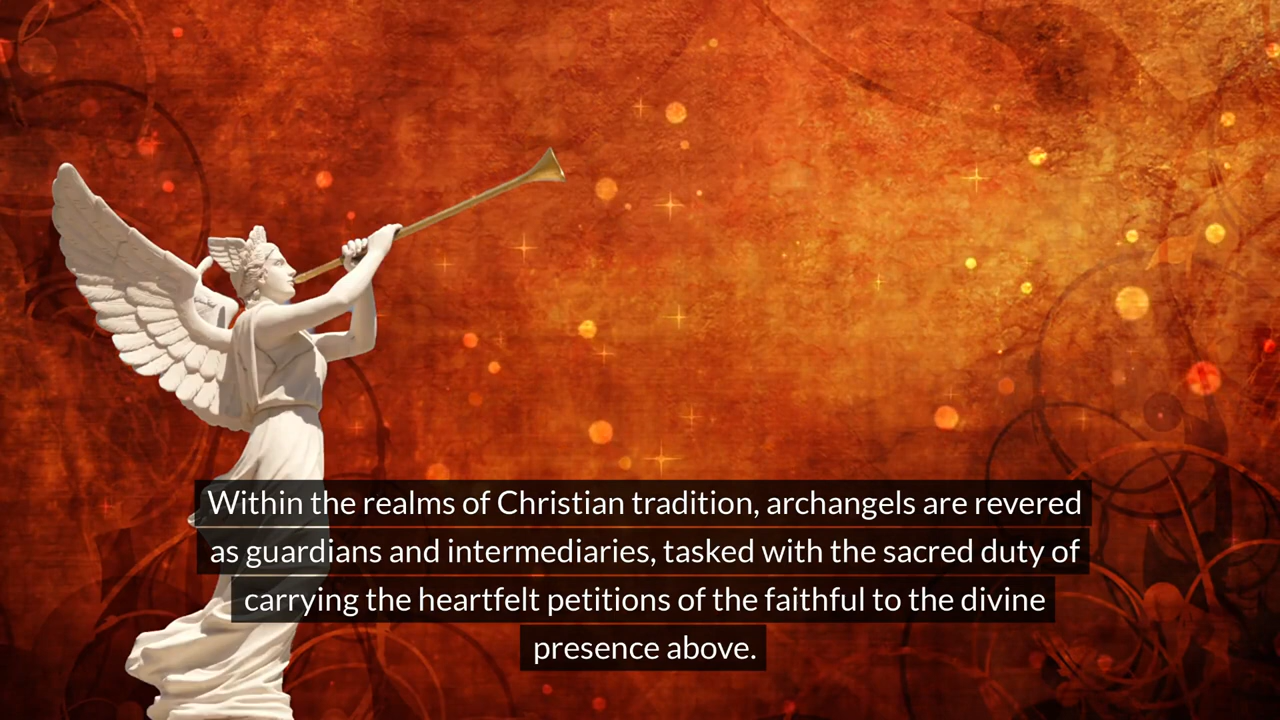 Within the realms of Christian tradition, archangels are revered
as guardians and intermediaries, tasked with the sacred duty of
carrying the heartfelt petitions of the faithful to the divine
presence above.